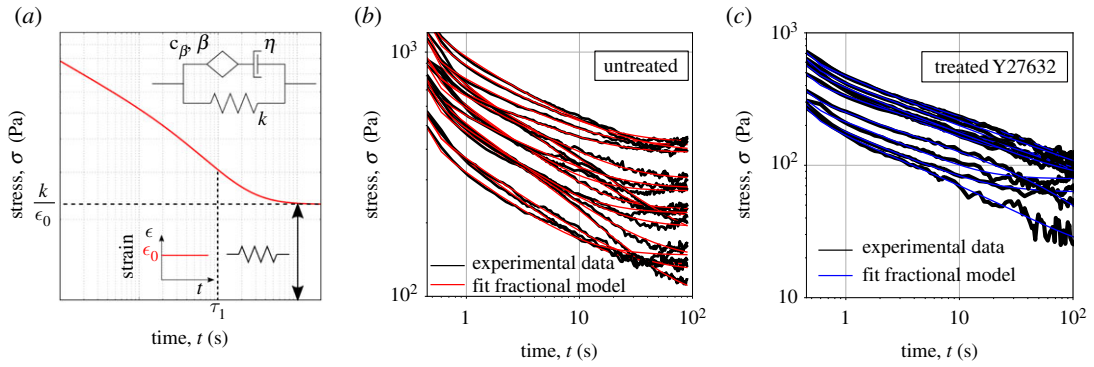 (a)
c_β, β
η
k
stress, σ (Pa)
k
ϵ0
strain
ϵ
ϵ0
t
τ1
time, t (s)
(b)
10³
untreated
stress, σ (Pa)
experimental data
fit fractional model
10²
1
10
10²
time, t (s)
(c)
10³
treated Y27632
stress, σ (Pa)
10²
experimental data
fit fractional model
10
1
10
10²
time, t (s)